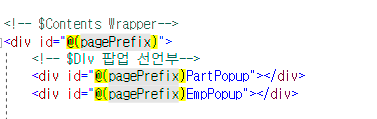 <!-- $Contents Wrapper-->
<div id="@(pagePrefix)">
<!-- $Div 팝업 선언부-->
<div id="@(pagePrefix)PartPopup"></div>
<div id="@(pagePrefix)EmpPopup"></div>